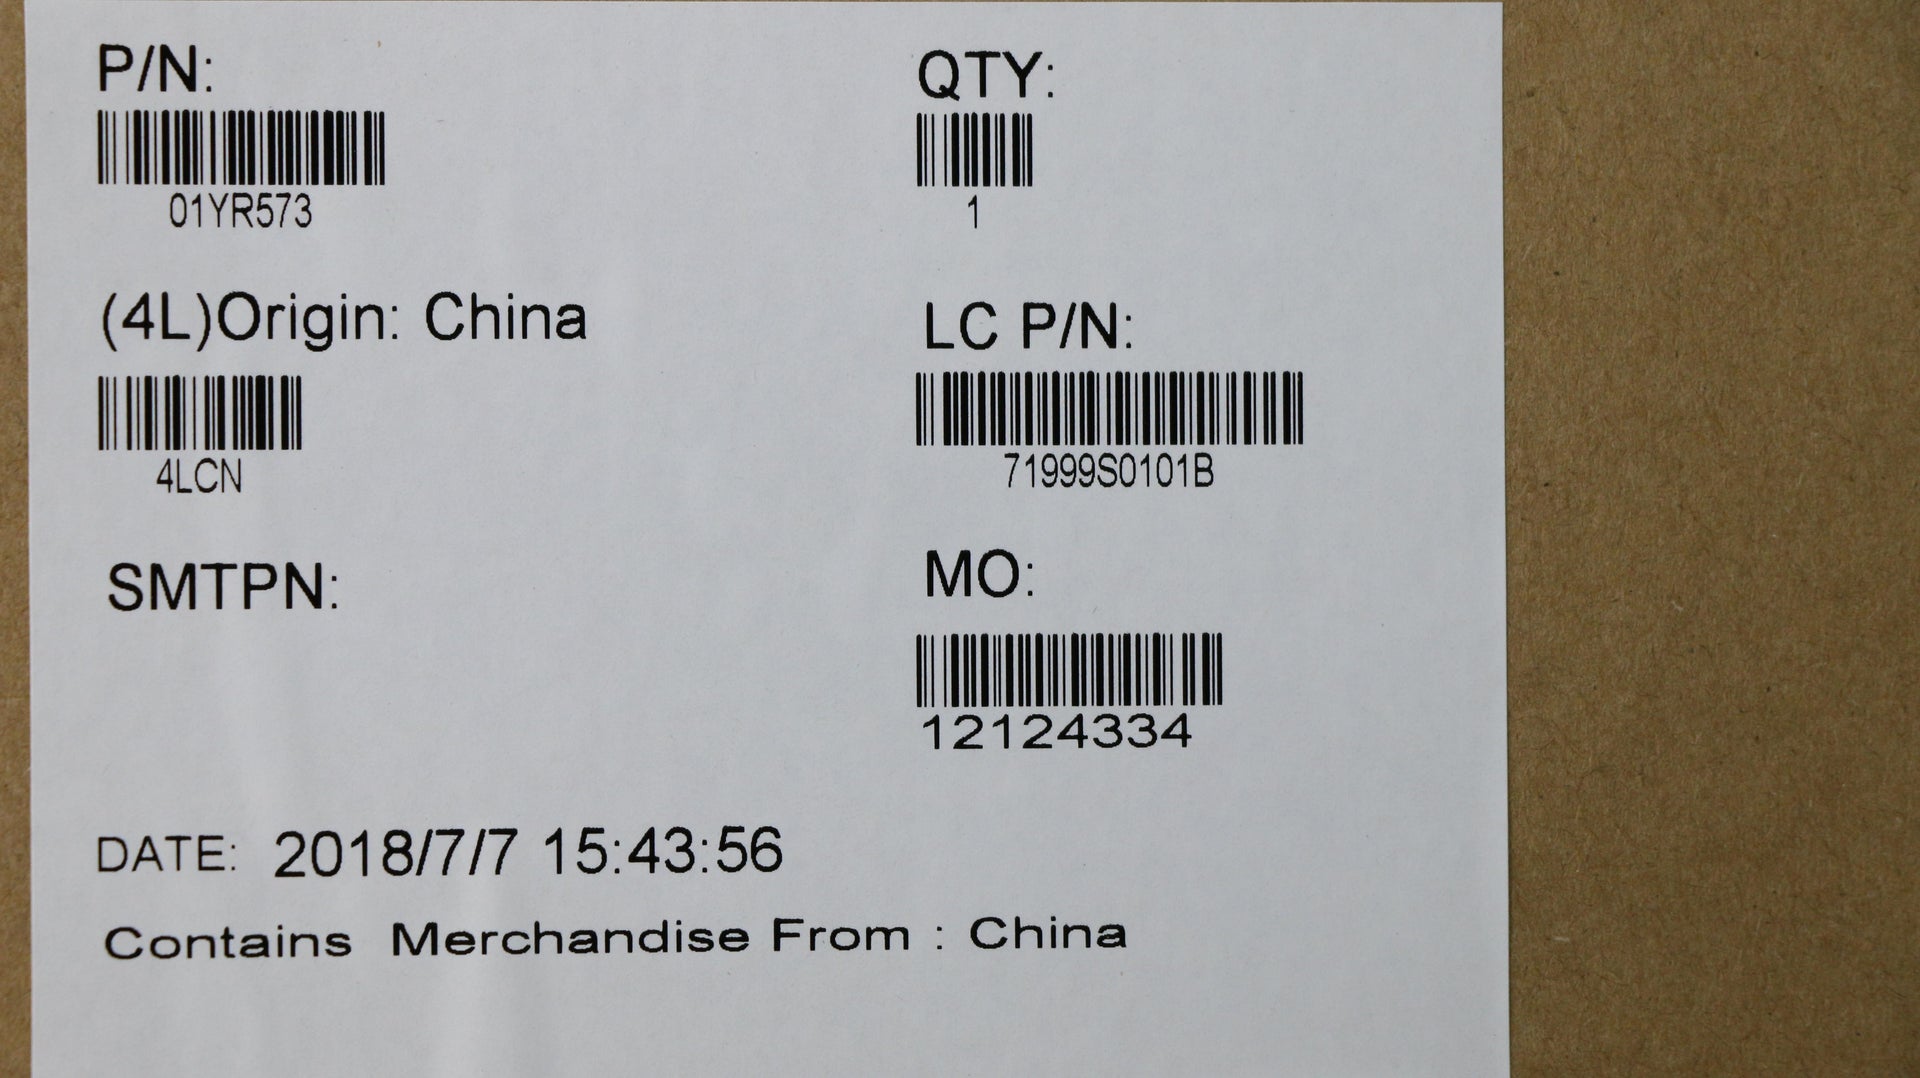 P/N:
01YR573
QTY:
1
(4L)Origin: China
4LCN
LC P/N:
71999S0101B
SMTPN:
MO:
12124334
DATE: 2018/7/7 15:43:56
Contains Merchandise From : China